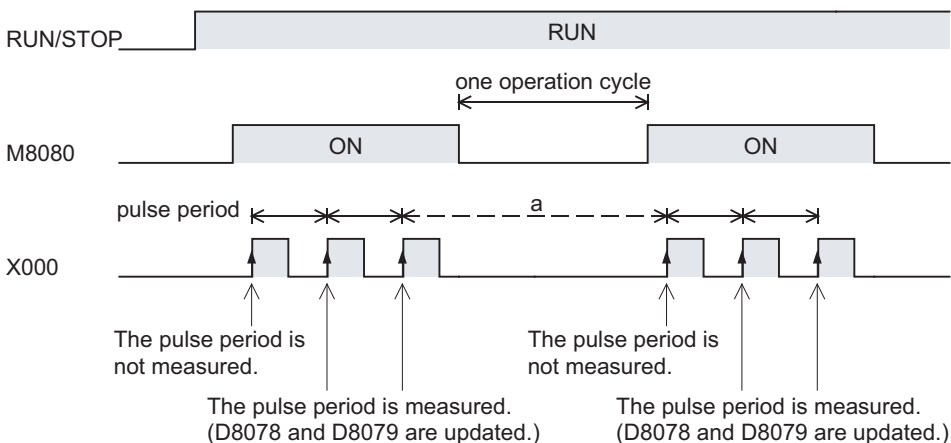 RUN/STOP
RUN
one operation cycle
M8080
ON
ON
pulse period
a
X000
The pulse period is
not measured.
The pulse period is
not measured.
The pulse period is measured.
(D8078 and D8079 are updated.)
The pulse period is measured.
(D8078 and D8079 are updated.)